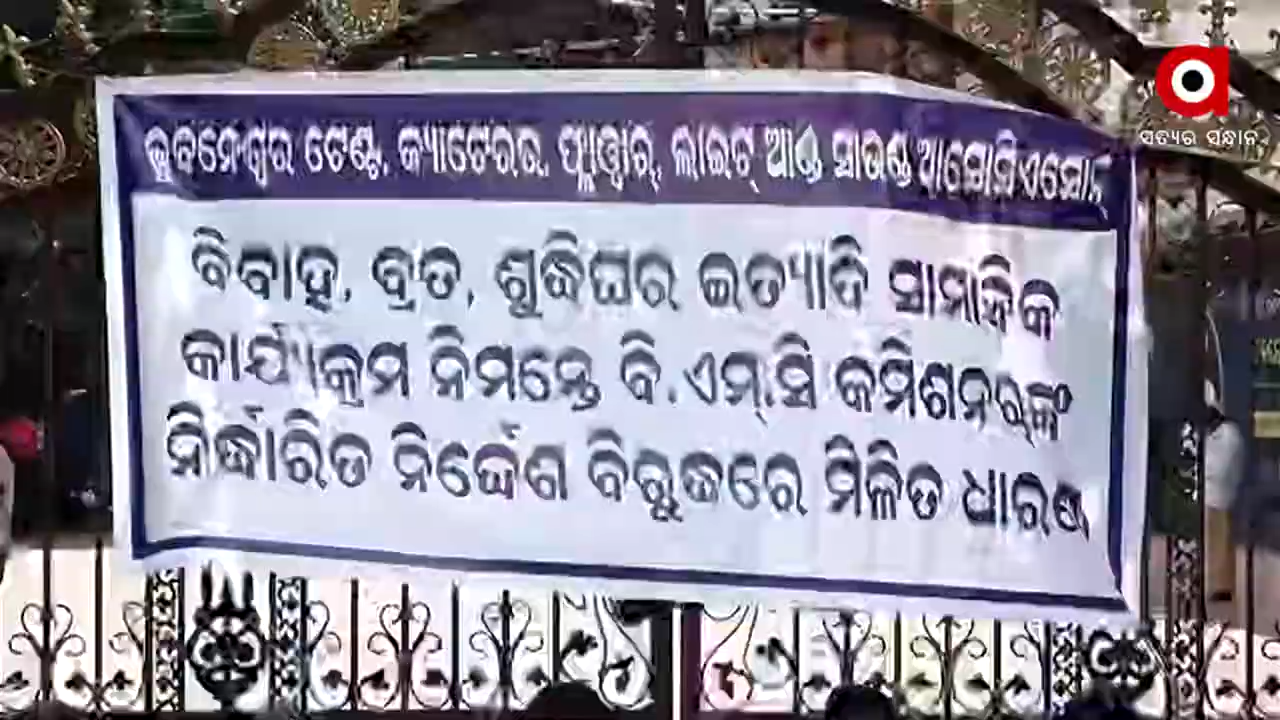 ଭୁବନେଶ୍ୱର ଟେଣ୍ଟ, କ୍ୟାଟେରର, ଫ୍ଲାୱାର୍, ଲାଇଟ୍ ଆଣ୍ଡ ସାଉଣ୍ଡ ଆସୋସିଏସୋନ୍
ବିବାହ, ବ୍ରତ, ଶୁଦ୍ଧିଘର ଇତ୍ୟାଦି ସାମାଜିକ
କାର୍ଯ୍ୟକ୍ରମ ନିମନ୍ତେ ବି.ଏମ୍.ସି କମିଶନରଙ୍କ
ନିର୍ଦ୍ଧାରିତ ନିର୍ଦ୍ଦେଶ ବିରୁଦ୍ଧରେ ମିଳିତ ଧାରଣା
ସତ୍ୟର ସନ୍ଧାନ